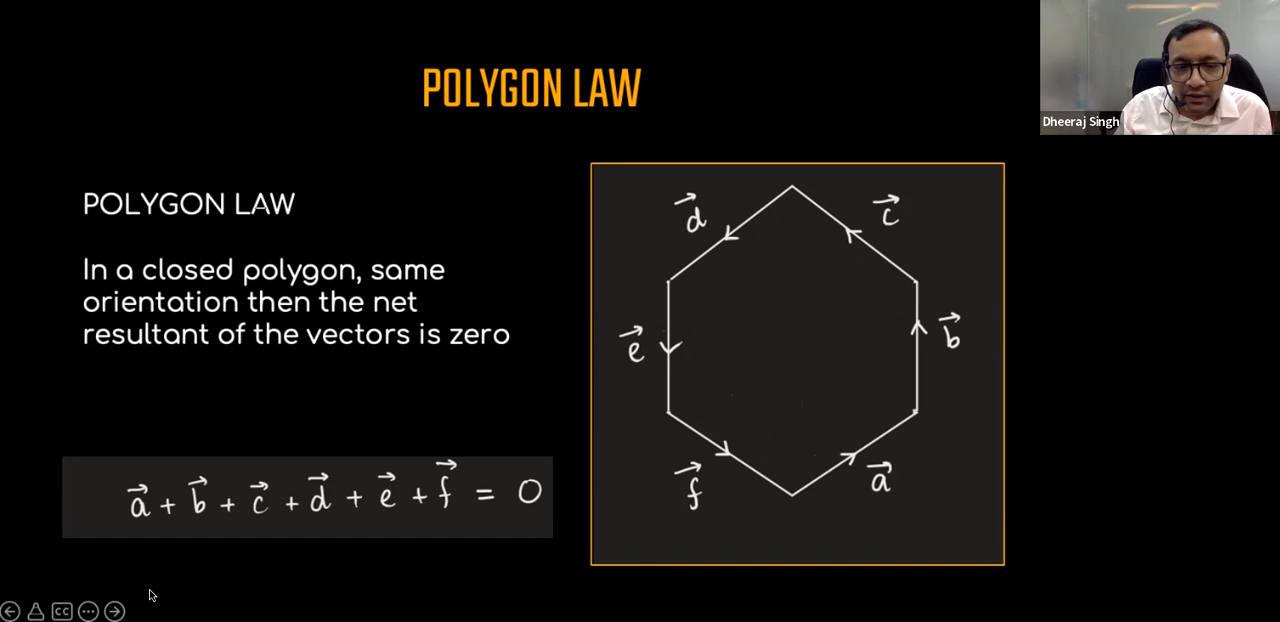 POLYGON LAW
Dheeraj Singh
POLYGON LAW
In a closed polygon, same
orientation then the net
resultant of the vectors is zero
a⃗ + b⃗ + c⃗ + d⃗ + e⃗ + f⃗ = 0
d⃗
c⃗
e⃗
b⃗
f⃗
a⃗
CC